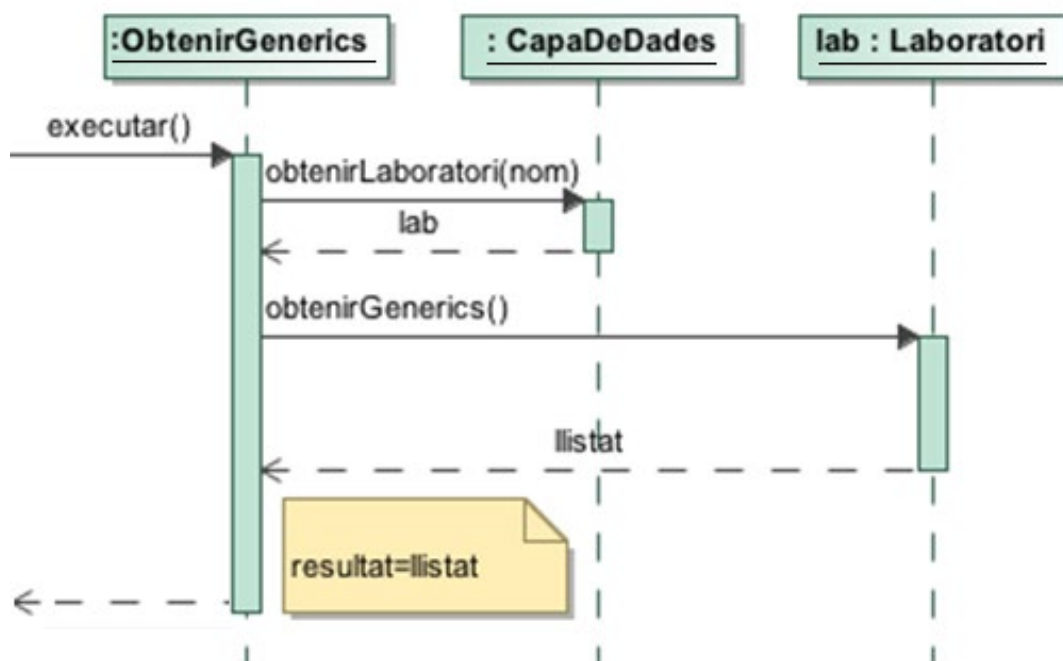 :ObtenirGenerics
: CapaDeDades
lab : Laboratori
executar()
obtenirLaboratori(nom)
lab
obtenirGenerics()
llistat
resultat=llistat